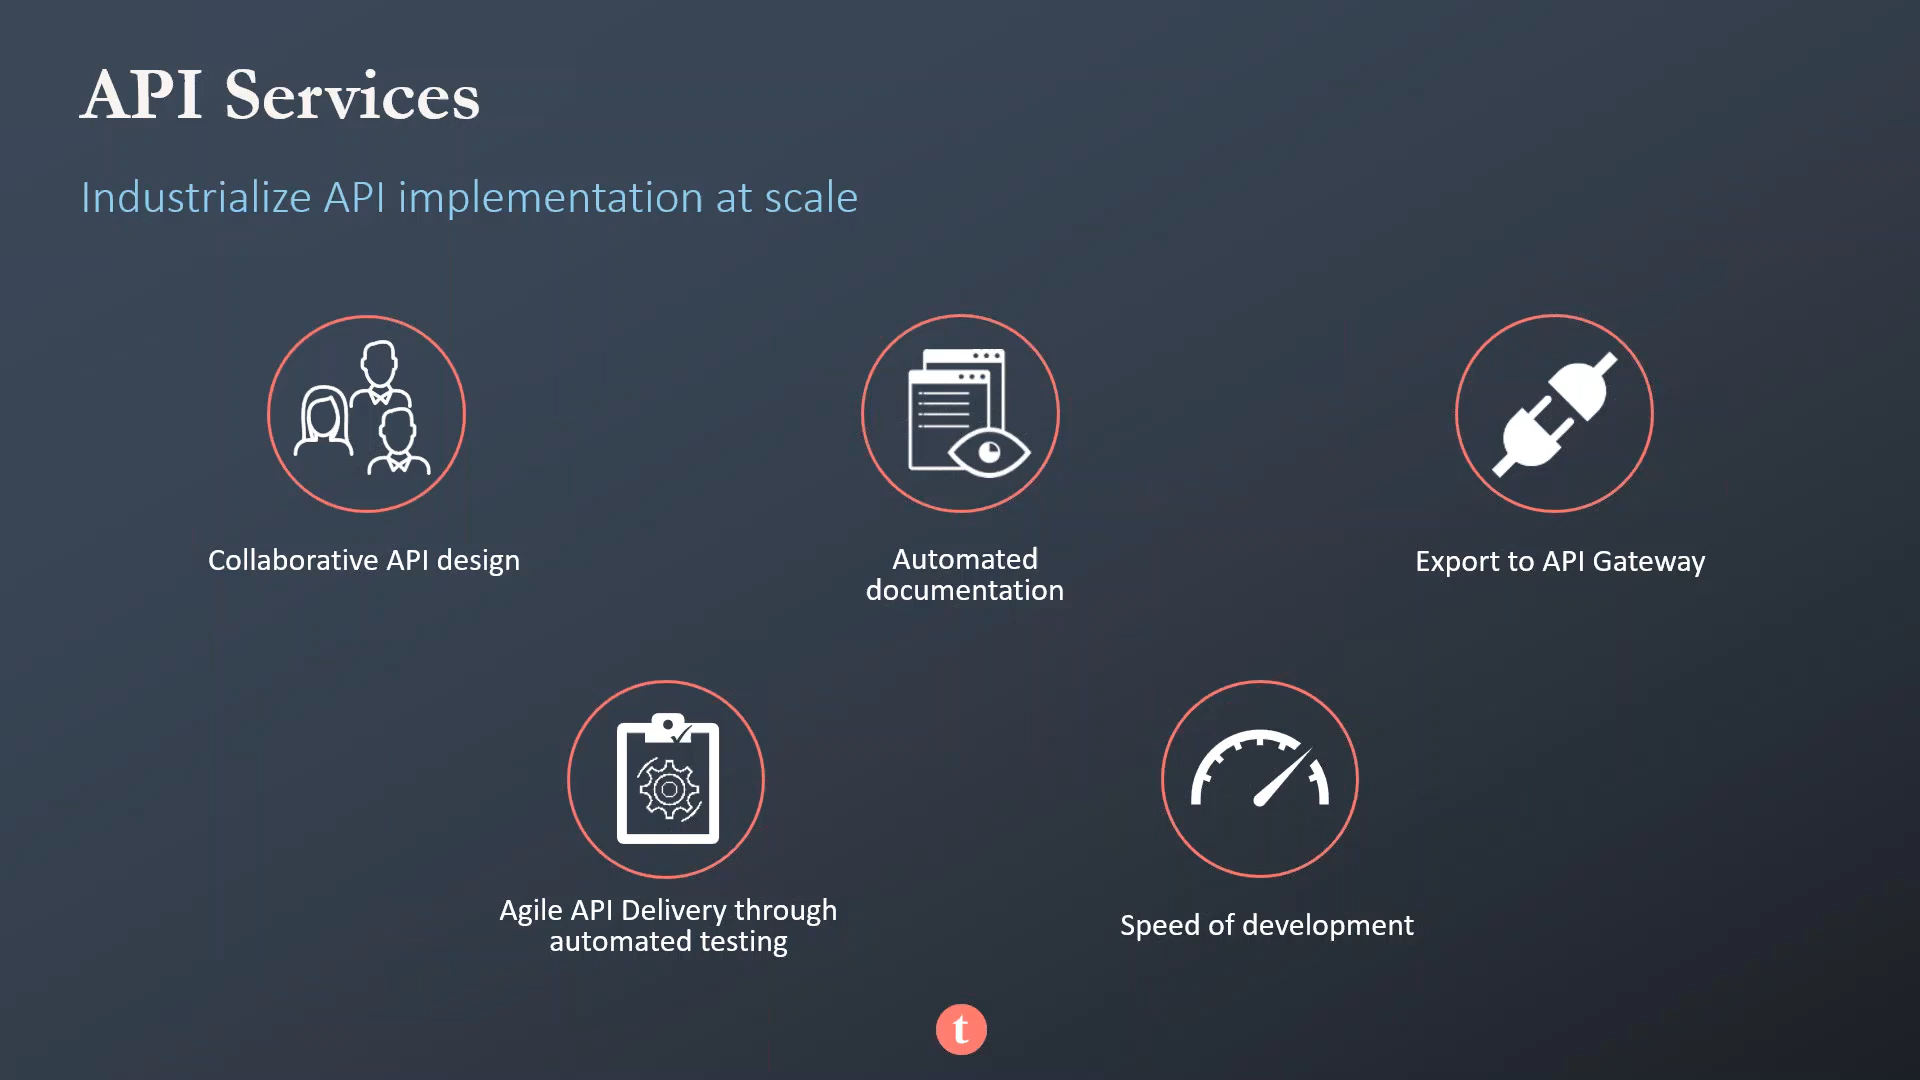 API Services
Industrialize API implementation at scale
Collaborative API design
Automated
documentation
Export to API Gateway
Agile API Delivery through
automated testing
Speed of development
t